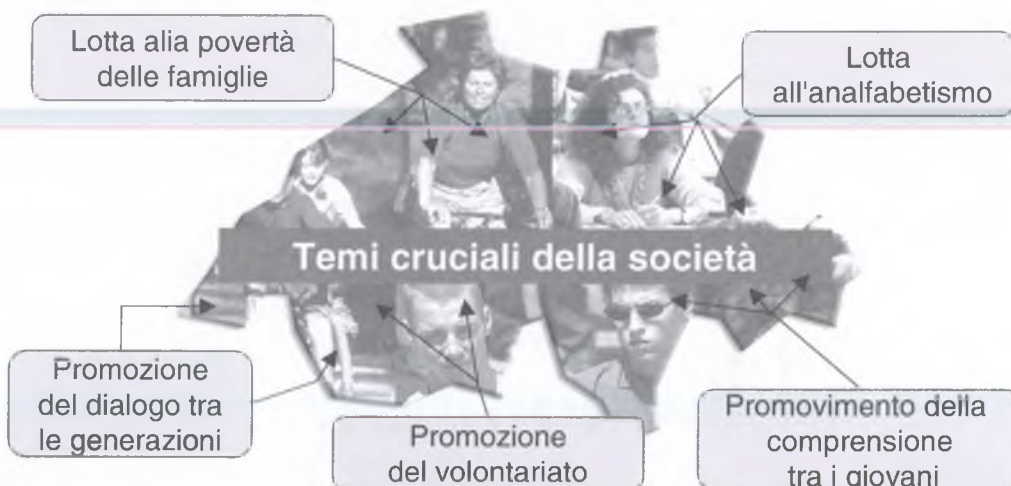 Lotta alia povertà
delle famiglie
Lotta
all'analfabetismo
Temi cruciali della società
Promozione
del dialogo tra
le generazioni
Promozione
del volontariato
Promovimento della
comprensione
tra i giovani